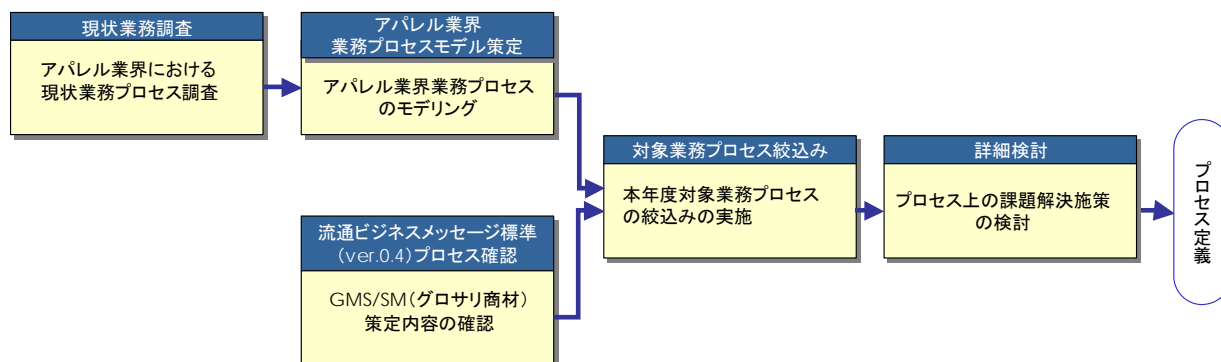 現状業務調査
アパレル業界における
現状業務プロセス調査
アパレル業界
業務プロセスモデル策定
アパレル業界業務プロセス
のモデリング
流通ビジネスメッセージ標準
(ver.0.4)プロセス確認
GMS/SM(グロサリ商材)
策定内容の確認
対象業務プロセス絞込み
本年度対象業務プロセス
の絞込みの実施
詳細検討
プロセス上の課題解決施策
の検討
プロセス定義